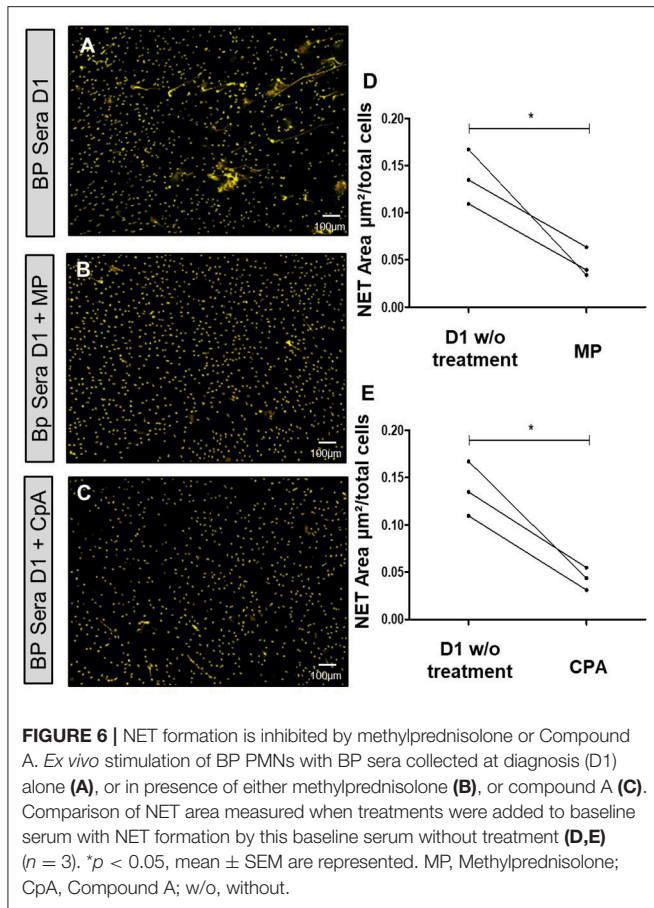 BP Sera D1
A
100µm
Bp Sera D1 + MP
B
100µm
BP Sera D1 + CpA
C
100µm
D
NET Area µm²/total cells
0.20
0.15
0.10
0.05
0.00
*
D1 w/o
treatment
MP
E
NET Area µm²/total cells
0.20
0.15
0.10
0.05
0.00
*
D1 w/o
treatment
CPA
FIGURE 6 | NET formation is inhibited by methylprednisolone or Compound
A. Ex vivo stimulation of BP PMNs with BP sera collected at diagnosis (D1)
alone (A), or in presence of either methylprednisolone (B), or compound A (C).
Comparison of NET area measured when treatments were added to baseline
serum with NET formation by this baseline serum without treatment (D,E)
(n = 3). *p < 0.05, mean ± SEM are represented. MP, Methylprednisolone;
CpA, Compound A; w/o, without.